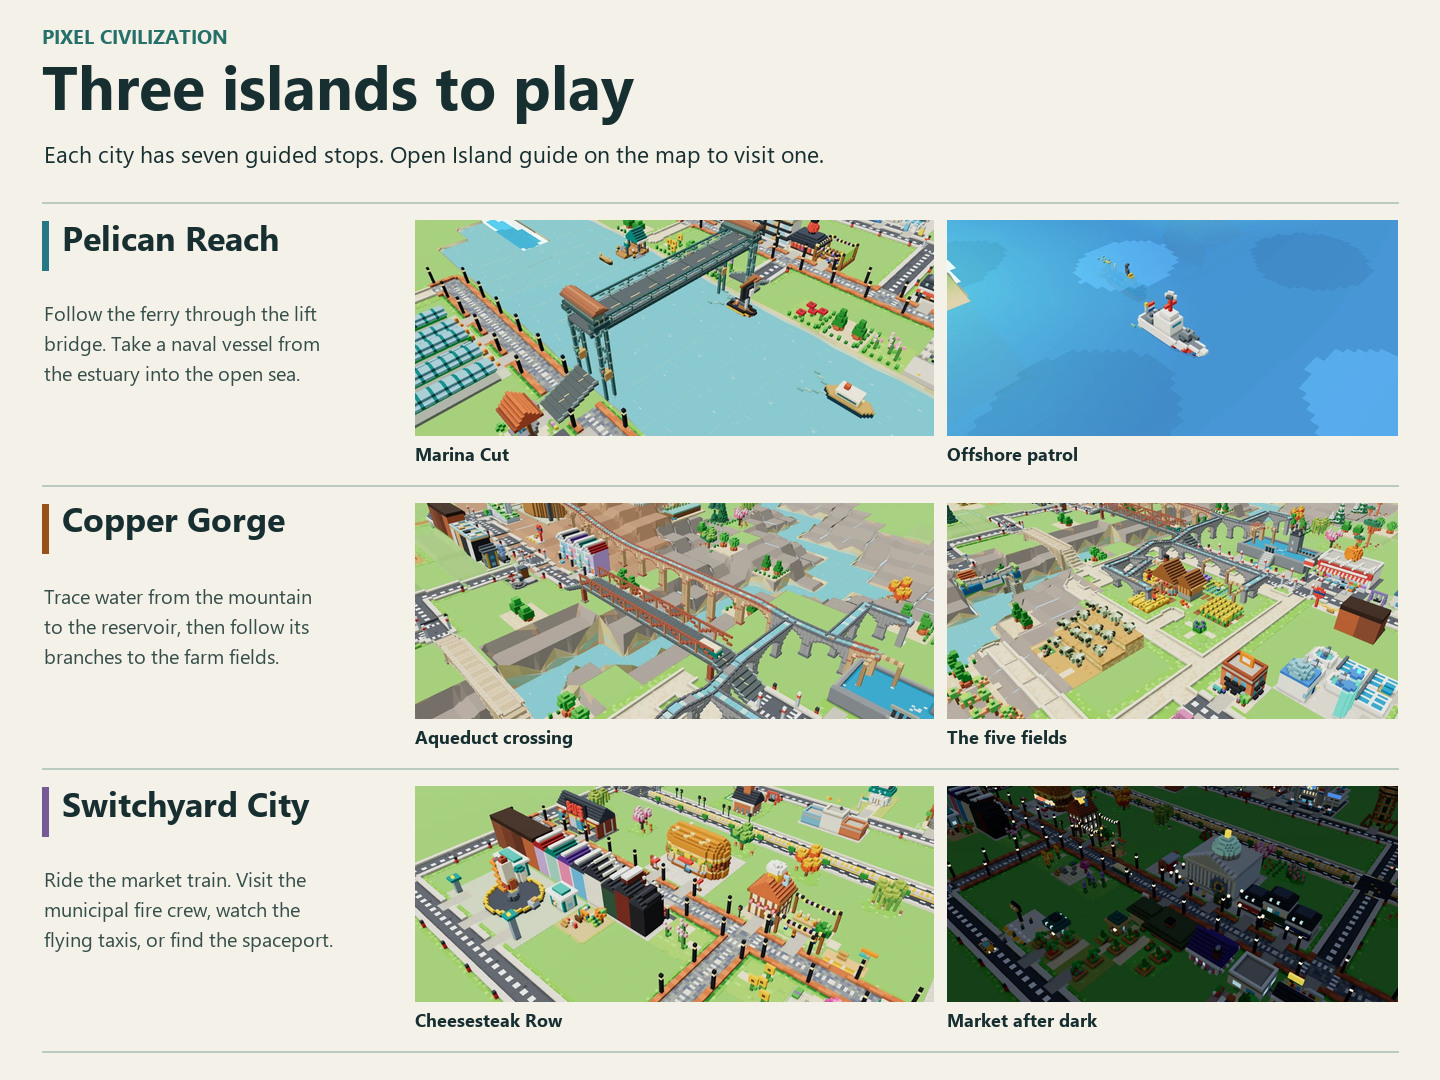 PIXEL CIVILIZATION
Three islands to play
Each city has seven guided stops. Open Island guide on the map to visit one.
Pelican Reach
Follow the ferry through the lift
bridge. Take a naval vessel from
the estuary into the open sea.
Marina Cut
Offshore patrol
Copper Gorge
Trace water from the mountain
to the reservoir, then follow its
branches to the farm fields.
Aqueduct crossing
The five fields
Switchyard City
Ride the market train. Visit the
municipal fire crew, watch the
flying taxis, or find the spaceport.
Cheesesteak Row
Market after dark